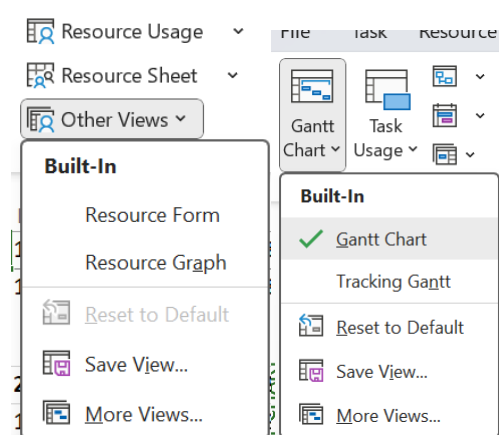 Resource Usage
Resource Sheet
Other Views
Built-In
Resource Form
Resource Graph
Reset to Default
Save View...
More Views...
File Task Resource
Gantt Chart
Task Usage
Built-In
Gantt Chart
Tracking Gantt
Reset to Default
Save View...
More Views...